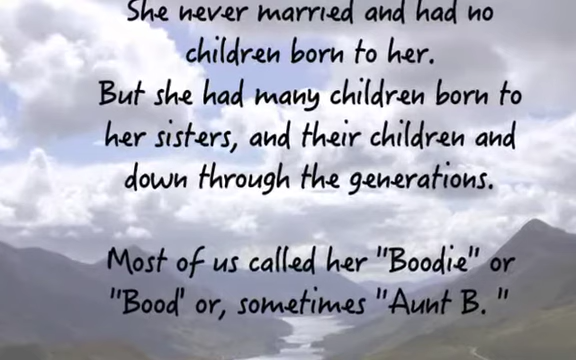 She never married and had no
children born to her.
But she had many children born to
her sisters, and their children and
down through the generations.
Most of us called her "Boodie" or
"Bood' or, sometimes "Aunt B. "